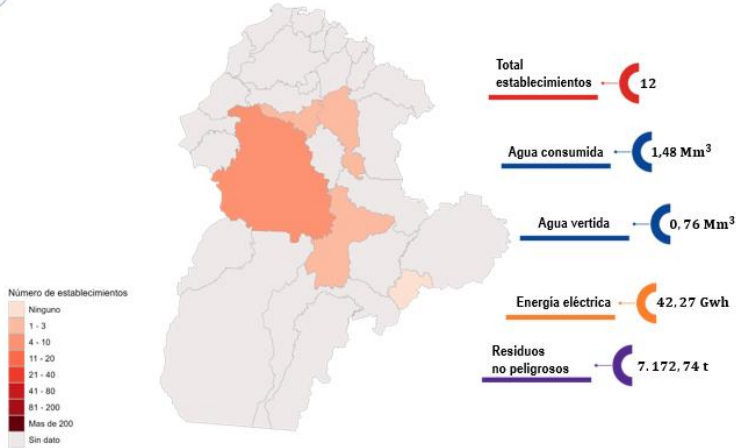 Total
establecimientos
12
Agua consumida
1,48 Mm³
Agua vertida
0,76 Mm³
Energia eléctrica
42,27 Gwh
Residuos
no peligrosos
7.172,74 t
Número de establecimientos
Ninguno
1 - 3
4 - 10
11 - 20
21 - 40
41 - 80
81 - 200
Mas de 200
Sin dato